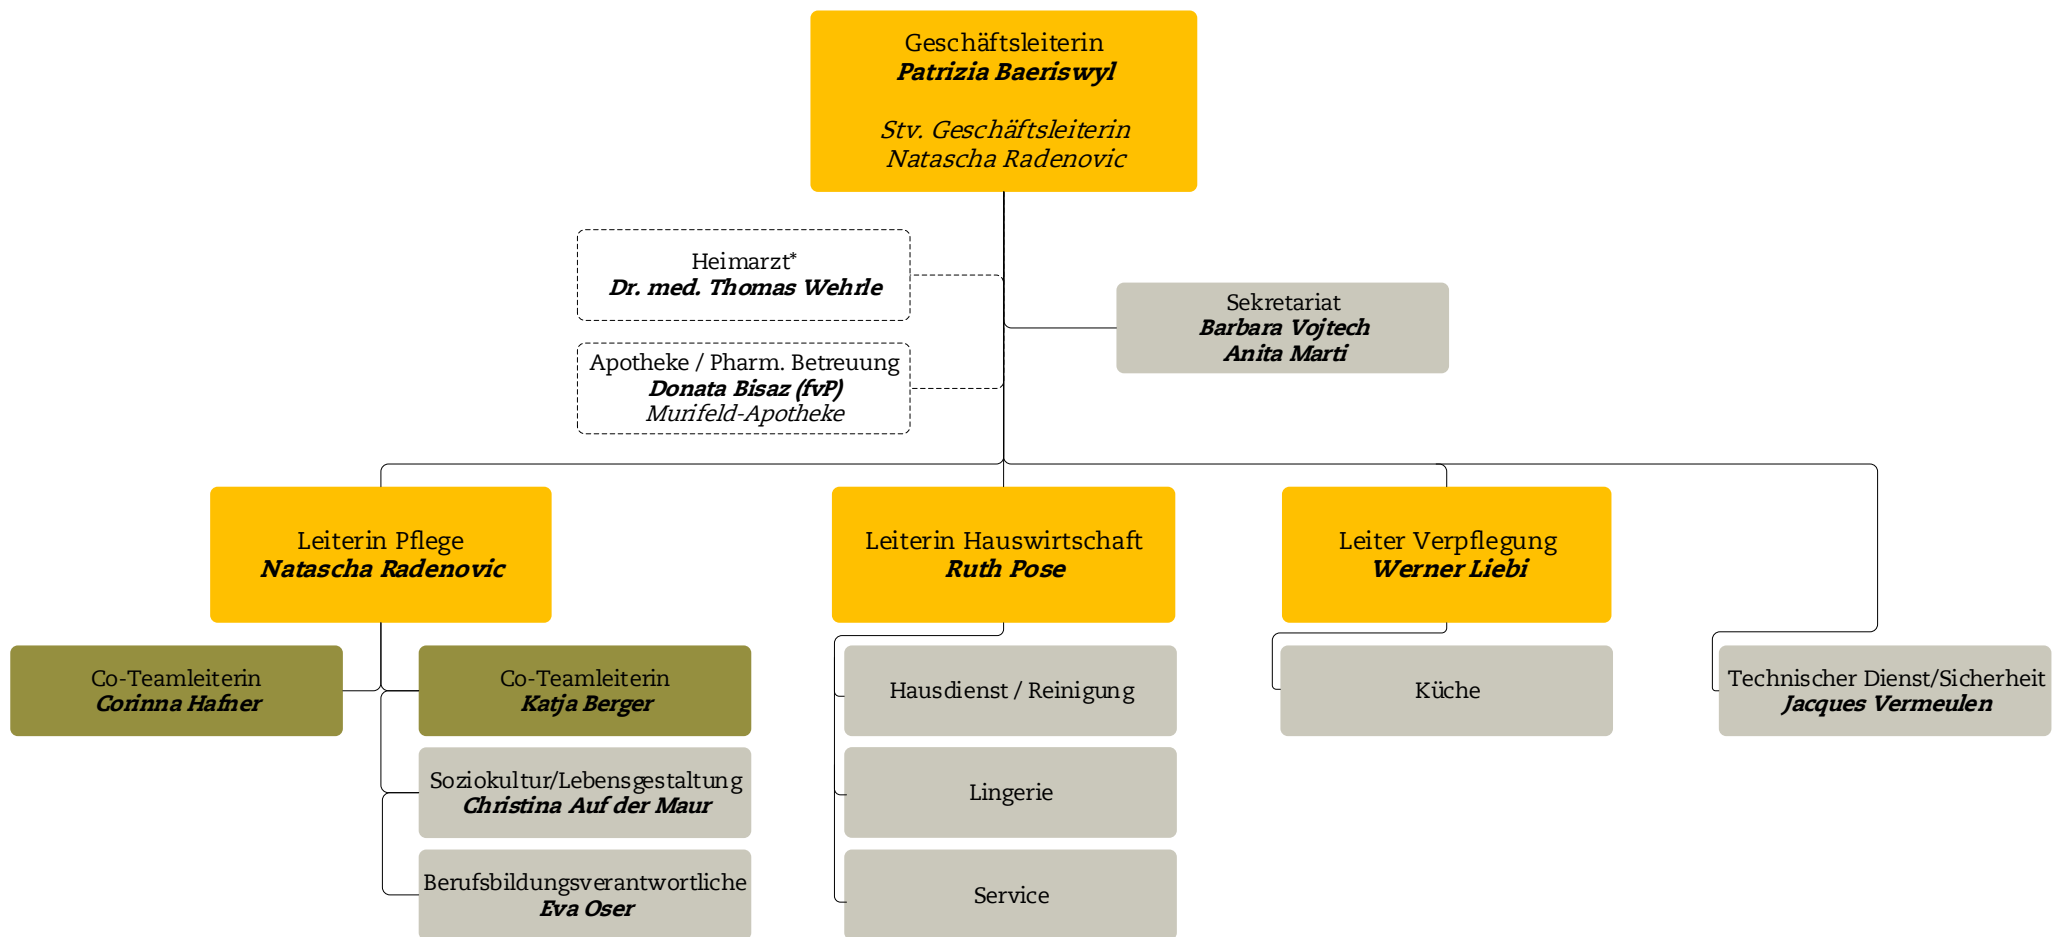 Geschäftsleiterin
Patrizia Baeriswyl
Stv. Geschäftsleiterin
Natascha Radenovic
Heimarzt*
Dr. med. Thomas Wehrle
Sekretariat
Barbara Vojtech
Anita Marti
Apotheke / Pharm. Betreuung
Donata Bisaz (fvP)
Murifeld-Apotheke
Leiterin Pflege
Natascha Radenovic
Leiterin Hauswirtschaft
Ruth Pose
Leiter Verpflegung
Werner Liebi
Co-Teamleiterin
Corinna Hafner
Co-Teamleiterin
Katja Berger
Hausdienst / Reinigung
Küche
Technischer Dienst/Sicherheit
Jacques Vermeulen
Soziokultur/Lebensgestaltung
Christina Auf der Maur
Lingerie
Berufsbildungsverantwortliche
Eva Oser
Service